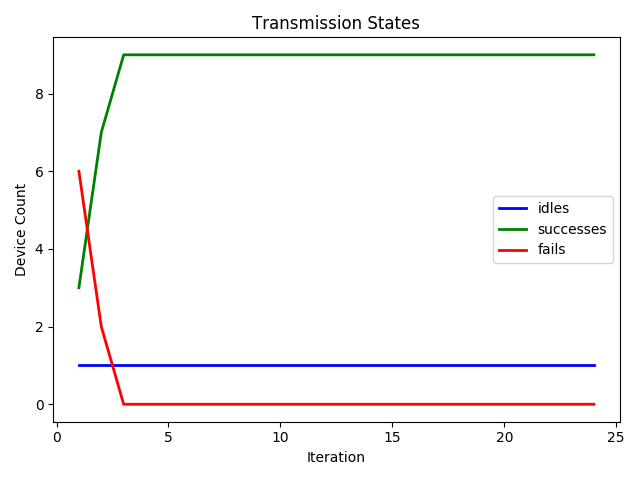 Transmission States
Device Count
8
6
4
2
0
idles
successes
fails
0 5 10 15 20 25
Iteration